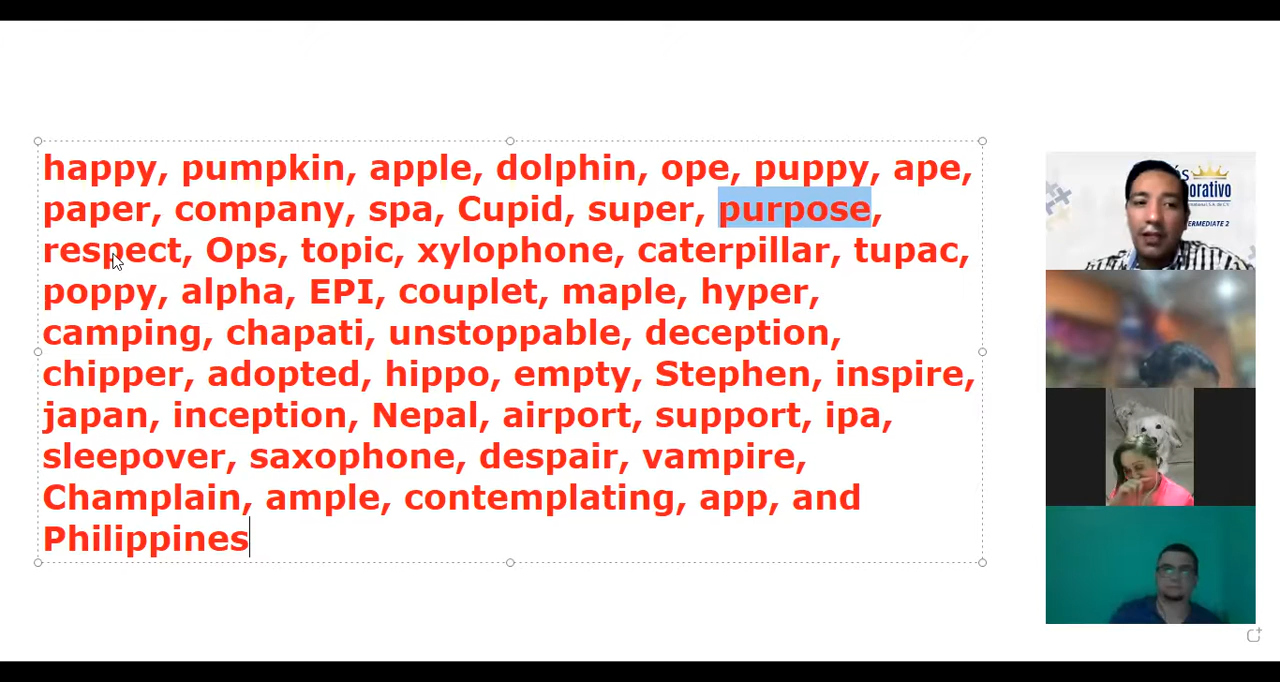 happy, pumpkin, apple, dolphin, ope, puppy, ape,
paper, company, spa, Cupid, super, purpose,
respect, Ops, topic, xylophone, caterpillar, tupac,
poppy, alpha, EPI, couplet, maple, hyper,
camping, chapati, unstoppable, deception,
chipper, adopted, hippo, empty, Stephen, inspire,
japan, inception, Nepal, airport, support, ipa,
sleepover, saxophone, despair, vampire,
Champlain, ample, contemplating, app, and
Philippines